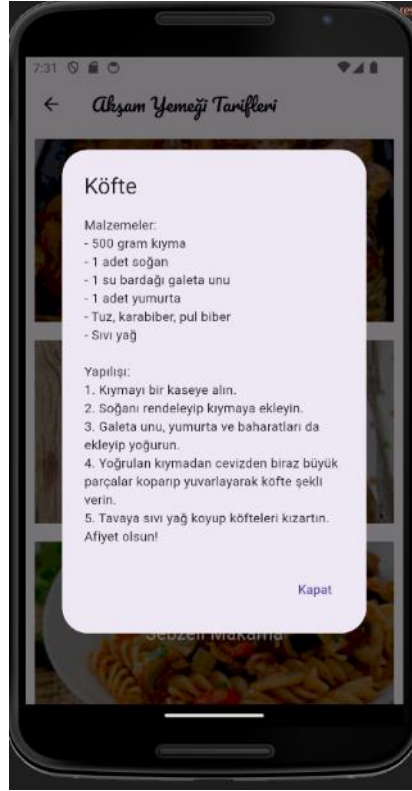 7:31
Akşam Yemeği Tarifleri
Köfte
Malzemeler:
- 500 gram kıyma
- 1 adet soğan
- 1 su bardağı galeta unu
- 1 adet yumurta
- Tuz, karabiber, pul biber
- Sıvı yağ
Yapılışı:
1. Kıymayı bir kaseye alın.
2. Soğanı rendeleyip kıymaya ekleyin.
3. Galeta unu, yumurta ve baharatları da
ekleyip yoğurun.
4. Yoğrulan kıymadan cevizden biraz büyük
parçalar koparıp yuvarlayarak köfte şekli
verin.
5. Tavaya sıvı yağ koyup köfteleri kızartın.
Afiyet olsun!
Kapat
Sebzeli Makarna